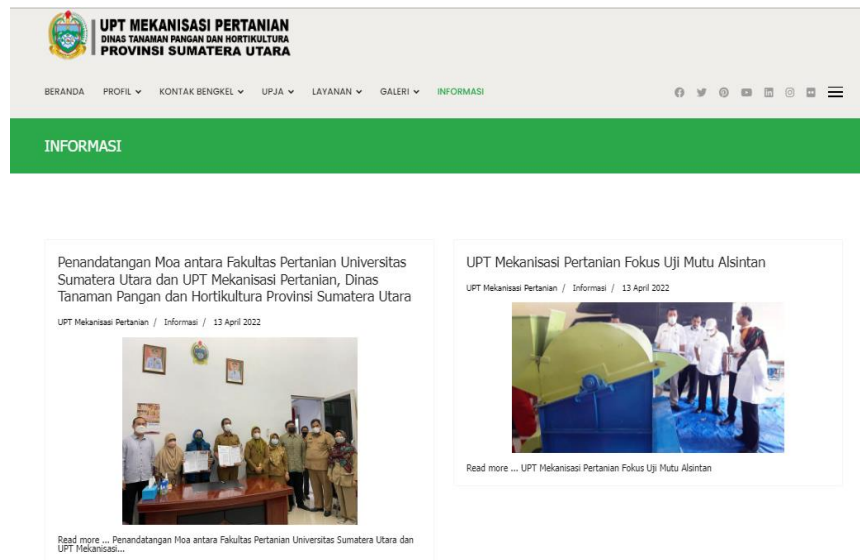 UPT MEKANISASI PERTANIAN
DINAS TANAMAN PANGAN DAN HORTIKULTURA
PROVINSI SUMATERA UTARA
BERANDA PROFIL KONTAK BENGKEL UPJA LAYANAN GALERI INFORMASI
INFORMASI
Penandatangan Moa antara Fakultas Pertanian Universitas
Sumatera Utara dan UPT Mekanisasi Pertanian, Dinas
Tanaman Pangan dan Hortikultura Provinsi Sumatera Utara
UPT Mekanisasi Pertanian / Informasi / 13 April 2022
Read more ... Penandatangan Moa antara Fakultas Pertanian Universitas Sumatera Utara dan
UPT Mekanisasi...
UPT Mekanisasi Pertanian Fokus Uji Mutu Alsintan
UPT Mekanisasi Pertanian / Informasi / 13 April 2022
Read more ... UPT Mekanisasi Pertanian Fokus Uji Mutu Alsintan